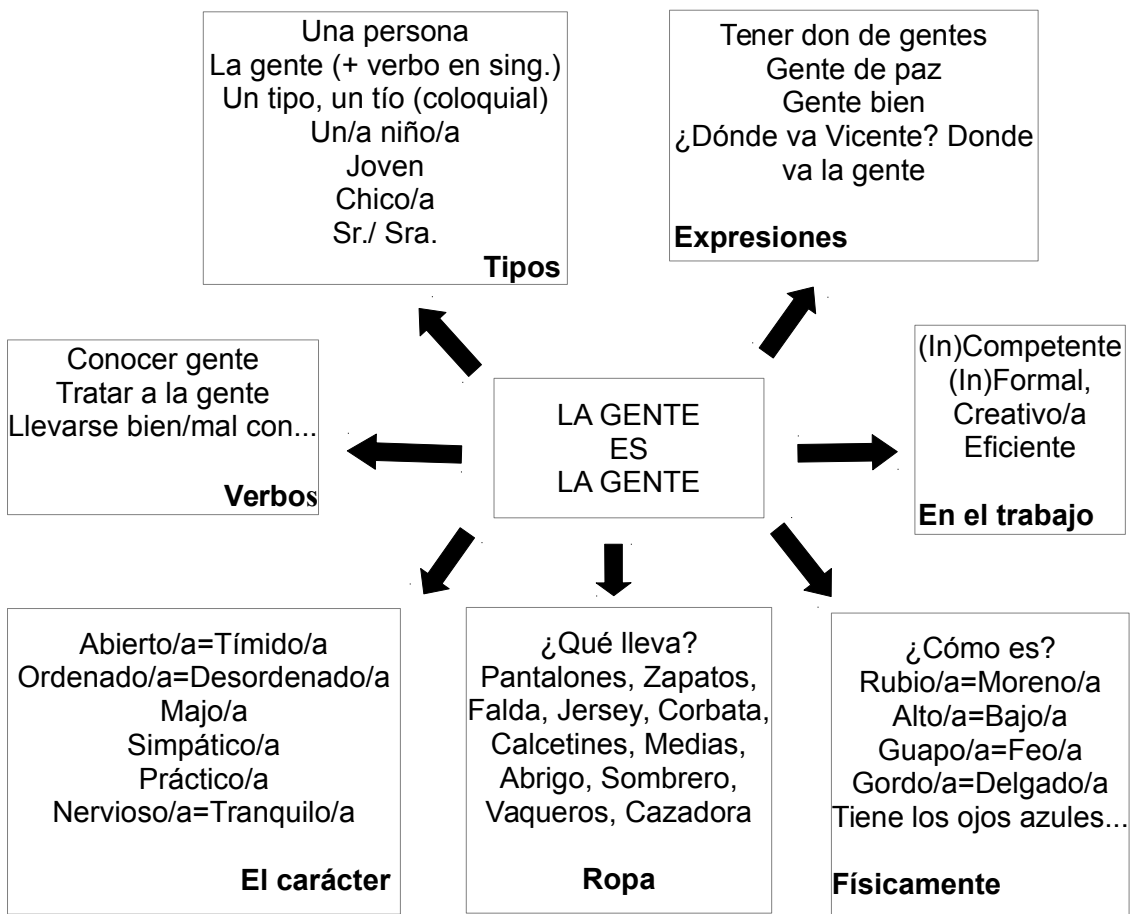 Una persona
La gente (+ verbo en sing.)
Un tipo, un tío (coloquial)
Un/a niño/a
Joven
Chico/a
Sr./ Sra.
Tipos
Tener don de gentes
Gente de paz
Gente bien
¿Dónde va Vicente? Donde
va la gente
Expresiones
Conocer gente
Tratar a la gente
Llevarse bien/mal con...
Verbos
LA GENTE
ES
LA GENTE
(In)Competente
(In)Formal,
Creativo/a
Eficiente
En el trabajo
Abierto/a=Tímido/a
Ordenado/a=Desordenado/a
Majo/a
Simpático/a
Práctico/a
Nervioso/a=Tranquilo/a
El carácter
¿Qué lleva?
Pantalones, Zapatos,
Falda, Jersey, Corbata,
Calcetines, Medias,
Abrigo, Sombrero,
Vaqueros, Cazadora
Ropa
¿Cómo es?
Rubio/a=Moreno/a
Alto/a=Bajo/a
Guapo/a=Feo/a
Gordo/a=Delgado/a
Tiene los ojos azules...
Físicamente